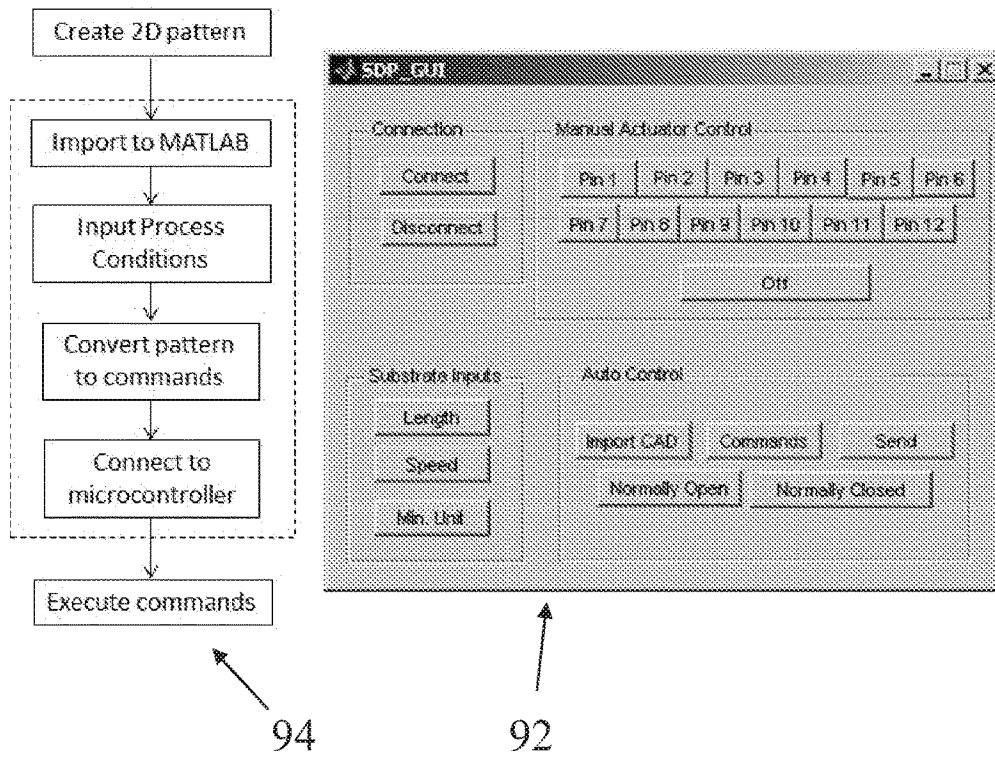 Create 2D pattern
Import to MATLAB
Input Process
Conditions
Convert pattern
to commands
Connect to
microcontroller
Execute commands
94
SDP_GUI
Connection
Connect
Disconnect
Manual Actuator Control
Pin 1 Pin 2 Pin 3 Pin 4 Pin 5 Pin 6
Pin 7 Pin 8 Pin 9 Pin 10 Pin 11 Pin 12
Off
Substrate Inputs
Length
Speed
Min. Unit
Auto Control
Import CAD Commands Send
Normally Open Normally Closed
92